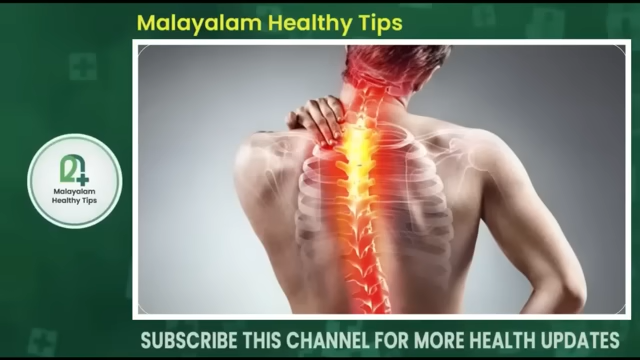 Malayalam Healthy Tips
Malayalam
Healthy Tips
SUBSCRIBE THIS CHANNEL FOR MORE HEALTH UPDATES